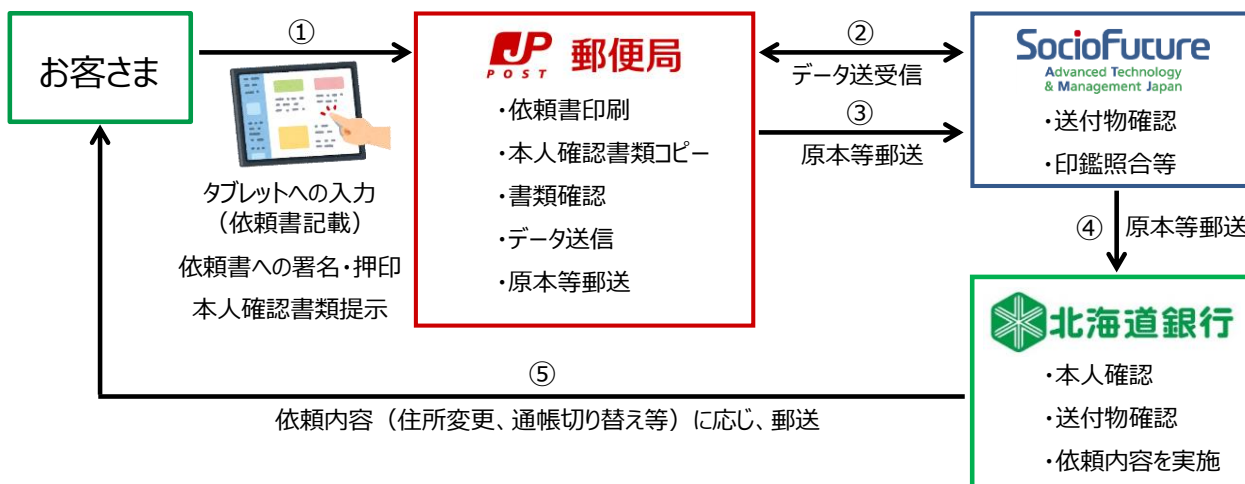 お客さま
①
タブレットへの入力
（依頼書記載）
依頼書への署名・押印
本人確認書類提示
JP
POST
郵便局
・依頼書印刷
・本人確認書類コピー
・書類確認
・データ送信
・原本等郵送
②
データ送受信
③
原本等郵送
SocioFuture
Advanced Technology
& Management Japan
・送付物確認
・印鑑照合等
④ 原本等郵送
北海道銀行
・本人確認
・送付物確認
・依頼内容を実施
⑤
依頼内容（住所変更、通帳切り替え等）に応じ、郵送